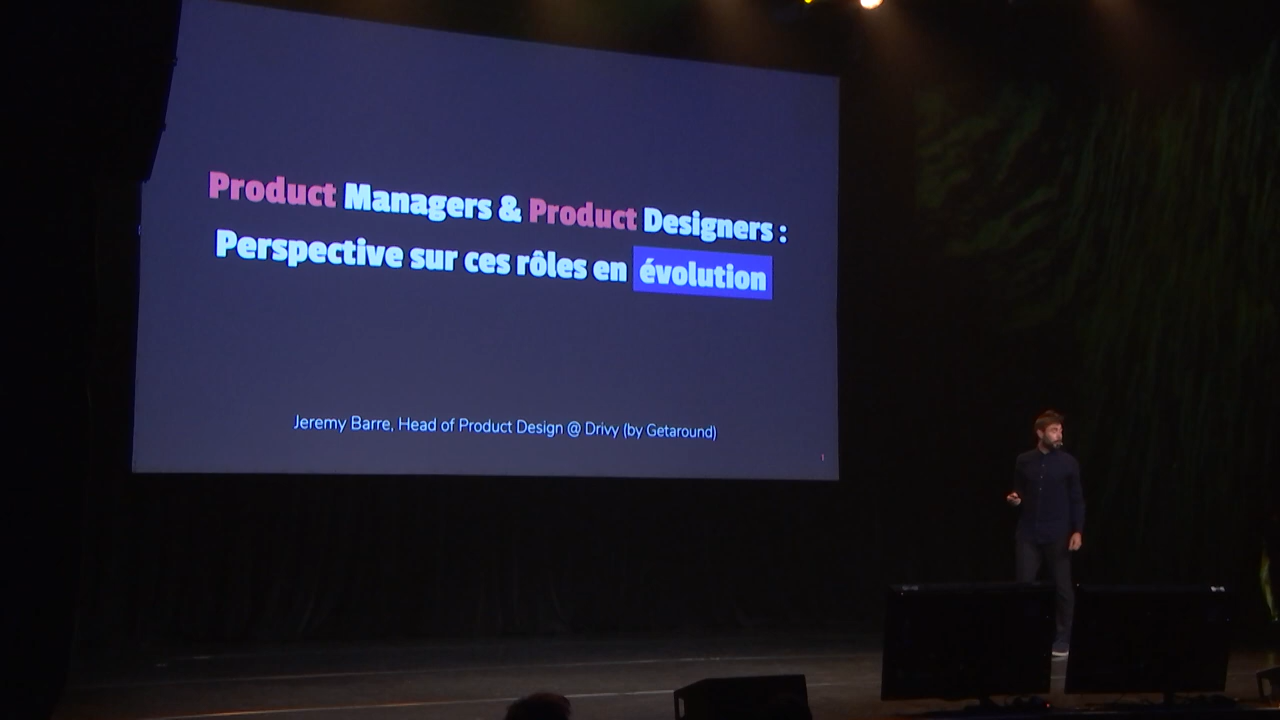 Product Managers & Product Designers :
Perspective sur ces rôles en évolution
Jeremy Barre, Head of Product Design @ Drivy (by Getaround)
1